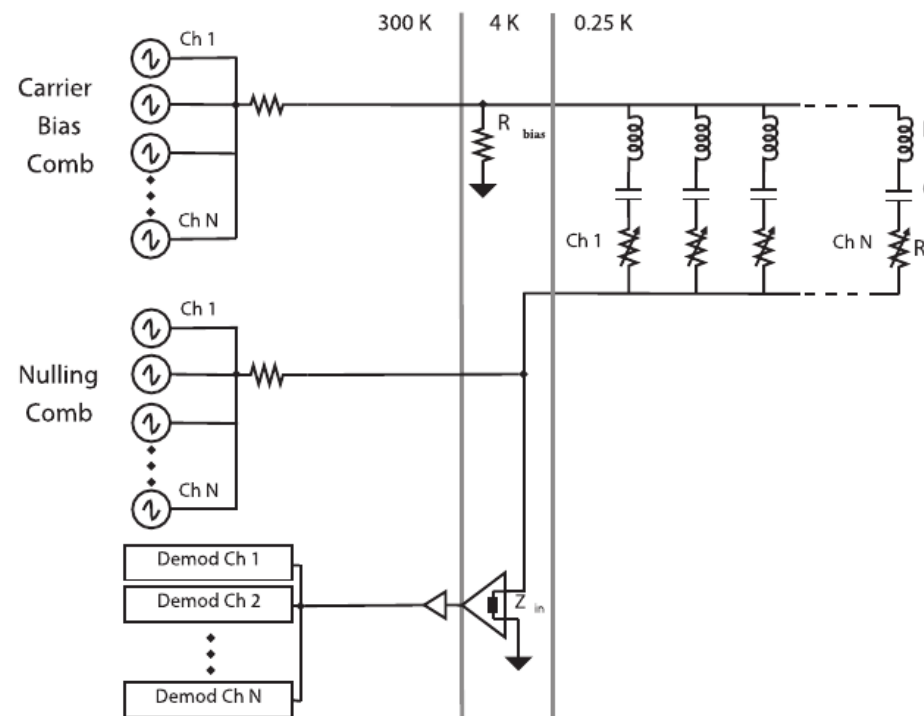 300 K
4 K
0.25 K
Ch 1
Carrier
Bias
Comb
Ch N
R bias
Ch 1
Ch N
R
Ch 1
Nulling
Comb
Ch N
Demod Ch 1
Demod Ch 2
Demod Ch N
Z in